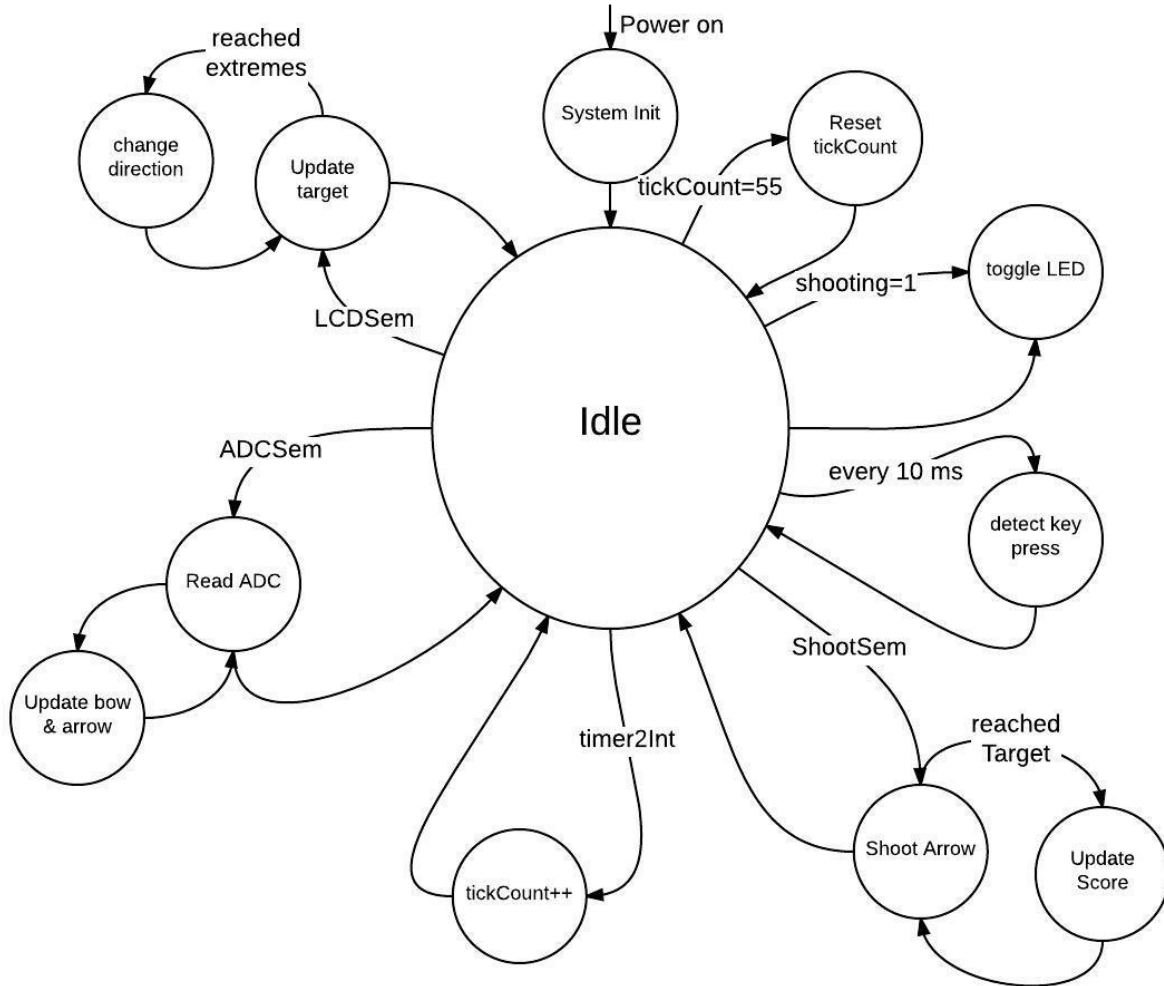 Power on
reached
extremes
System Init
Reset
tickCount
change
direction
Update
target
tickCount=55
toggle LED
shooting=1
LCDSem
Idle
ADCSem
every 10 ms
detect key
press
Read ADC
ShootSem
Update bow
& arrow
timer2Int
reached
Target
Shoot Arrow
Update
Score
tickCount++